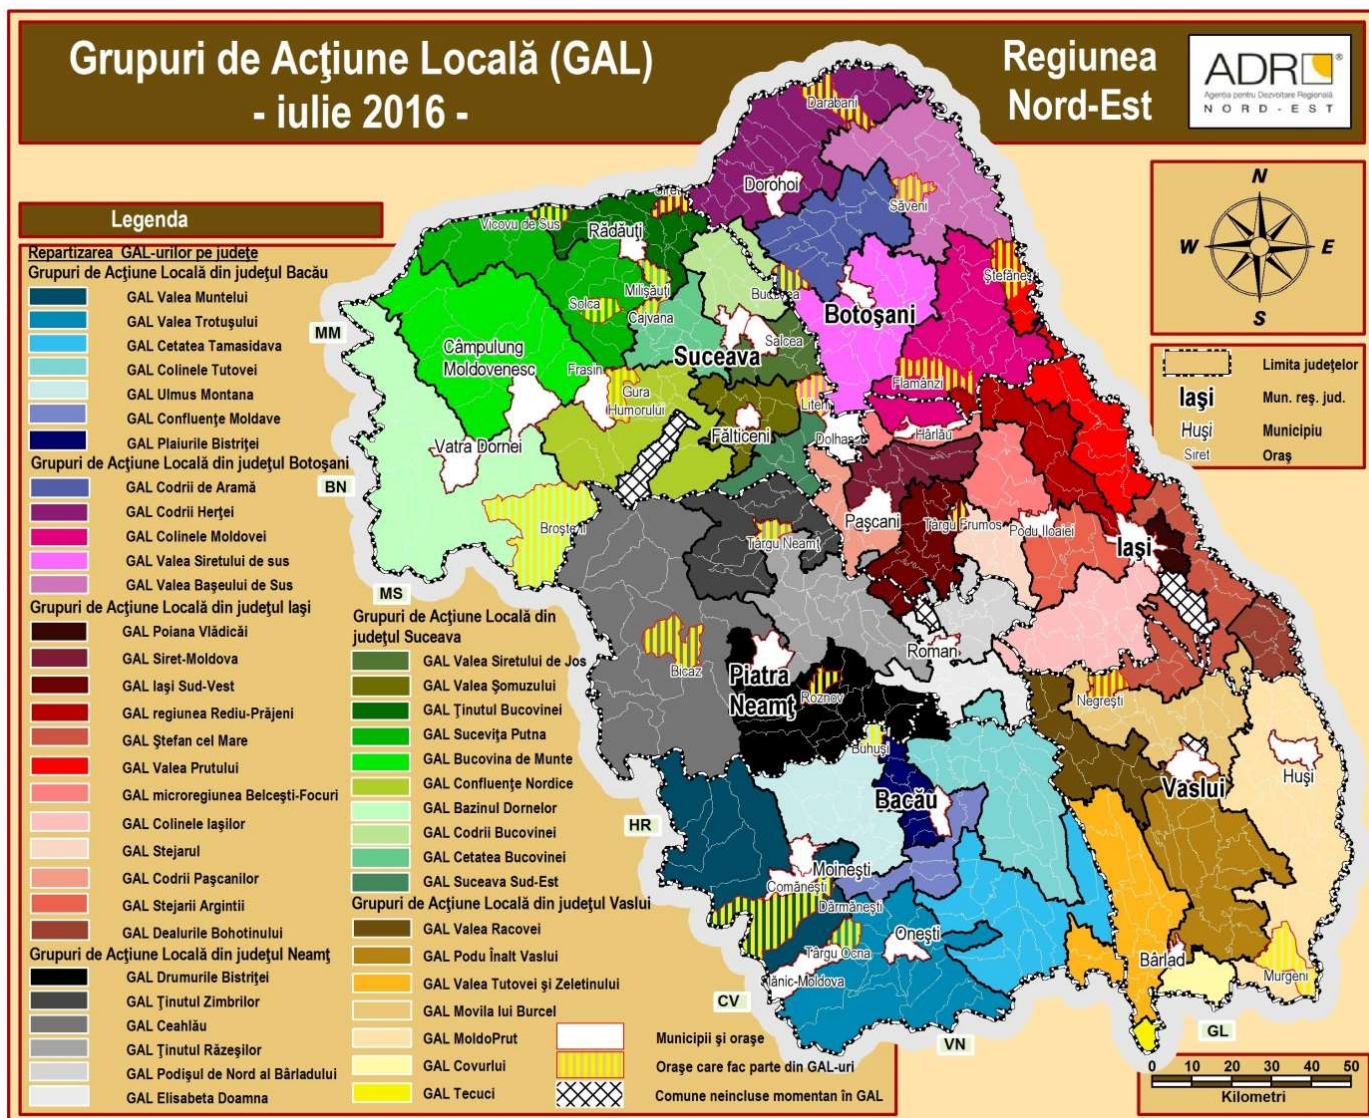 Grupuri de Acţiune Locală (GAL)
- iulie 2016 -
Regiunea
Nord-Est
ADR
®
Agenţia pentru Dezvoltare Regională
NORD-EST
N
W
E
S
Limita judeţelor
Iaşi
Mun. reş. jud.
Huşi
Municipiu
Siret
Oraş
Legenda
Repartizarea GAL-urilor pe judeţe
Grupuri de Acţiune Locală din judeţul Bacău
GAL Valea Muntelui
GAL Valea Trotuşului
GAL Cetatea Tamasidava
GAL Colinele Tutovei
GAL Ulmus Montana
GAL Confluenţe Moldave
GAL Plaiurile Bistriţei
Grupuri de Acţiune Locală din judeţul Botoşani
GAL Codrii de Aramă
GAL Codrii Herţei
GAL Colinele Moldovei
GAL Valea Siretului de sus
GAL Valea Başeului de Sus
Grupuri de Acţiune Locală din judeţul Iaşi
GAL Poiana Vlădicăi
GAL Siret-Moldova
GAL Iaşi Sud-Vest
GAL regiunea Rediu-Prăjeni
GAL Ştefan cel Mare
GAL Valea Prutului
GAL microregiunea Belceşti-Focuri
GAL Colinele Iaşilor
GAL Stejarul
GAL Codrii Paşcanilor
GAL Stejarii Argintii
GAL Dealurile Bohotinului
Grupuri de Acţiune Locală din judeţul Neamţ
GAL Drumurile Bistriţei
GAL Ţinutul Zimbrilor
GAL Ceahlău
GAL Ţinutul Răzeşilor
GAL Podişul de Nord al Bârladului
GAL Elisabeta Doamna
Grupuri de Acţiune Locală din
judeţul Suceava
GAL Valea Siretului de Jos
GAL Valea Şomuzului
GAL Ţinutul Bucovinei
GAL Suceviţa Putna
GAL Bucovina de Munte
GAL Confluenţe Nordice
GAL Bazinul Dornelor
GAL Codrii Bucovinei
GAL Cetatea Bucovinei
GAL Suceava Sud-Est
Grupuri de Acţiune Locală din judeţul Vaslui
GAL Valea Racovei
GAL Podu Înalt Vaslui
GAL Valea Tutovei şi Zeletinului
GAL Movila lui Burcel
GAL MoldoPrut
GAL Covurlui
GAL Tecuci
Municipii şi oraşe
Oraşe care fac parte din GAL-uri
Comune neincluse momentan în GAL
Darabani
Dorohoi
Săveni
Siret
Vicovu de Sus
Rădăuţi
Ştefăneşti
Milişăuţi
Bucecea
Solca
Cajvana
Botoşani
MM
Câmpulung
Moldovenesc
Suceava
Salcea
Frasin
Gura
Humorului
Flamânzi
Liteni
Fălticeni
Dolhasca
Hârlău
Vatra Dornei
BN
Broşteni
Paşcani
Târgu Frumos
Podu Iloaiei
Târgu Neamţ
Iaşi
MS
Bicaz
Piatra
Neamţ
Roman
Roznov
Negreşti
Buhuşi
Vaslui
Huşi
Bacău
HR
Moineşti
Comăneşti
Dărmăneşti
Târgu Ocna
Oneşti
Slănic-Moldova
Bârlad
Murgeni
CV
VN
GL
0 10 20 30 40 50
Kilometri